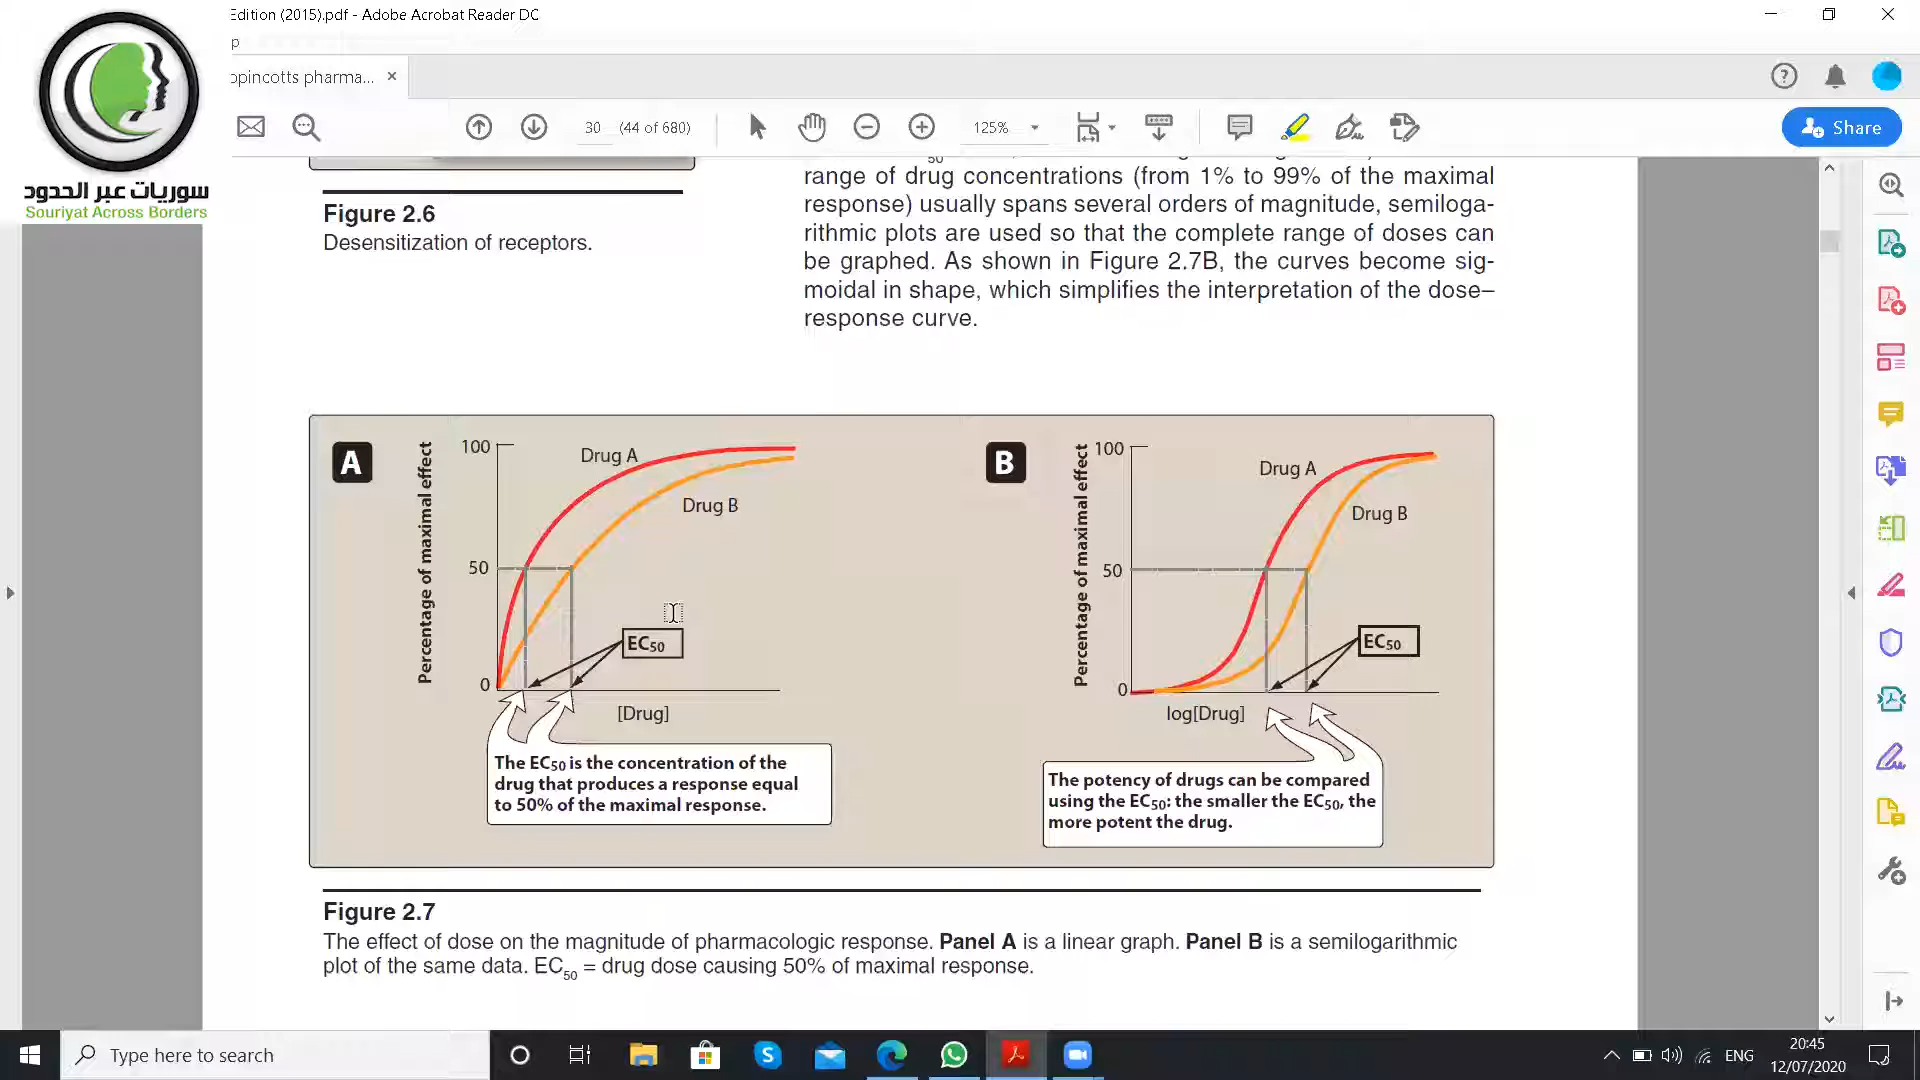 Edition (2015).pdf - Adobe Acrobat Reader DC
p
opincotts pharma...
30 (44 of 680)
125%
Share
سوريات عبر الحدود
Souriyat Across Borders
Figure 2.6
Desensitization of receptors.
50
range of drug concentrations (from 1% to 99% of the maximal
response) usually spans several orders of magnitude, semiloga-
rithmic plots are used so that the complete range of doses can
be graphed. As shown in Figure 2.7B, the curves become sig-
moidal in shape, which simplifies the interpretation of the dose–
response curve.
A
Percentage of maximal effect
100
50
0
Drug A
Drug B
EC50
[Drug]
The EC50 is the concentration of the
drug that produces a response equal
to 50% of the maximal response.
B
Percentage of maximal effect
100
50
0
Drug A
Drug B
EC50
log[Drug]
The potency of drugs can be compared
using the EC50: the smaller the EC50, the
more potent the drug.
Figure 2.7
The effect of dose on the magnitude of pharmacologic response. Panel A is a linear graph. Panel B is a semilogarithmic
plot of the same data. EC50 = drug dose causing 50% of maximal response.
Type here to search
ENG
20:45
12/07/2020